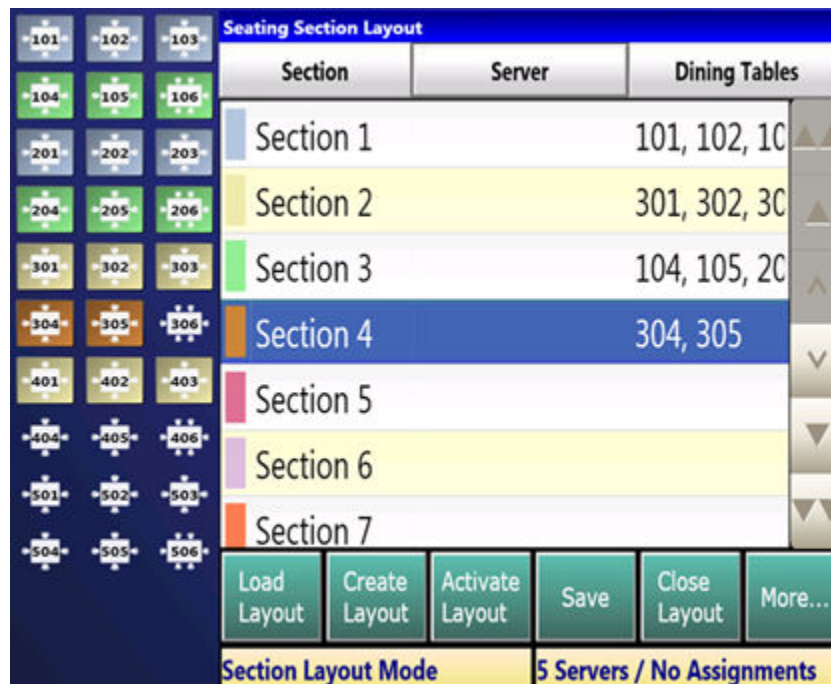 101 102 103
104 105 106
201 202 203
204 205 206
301 302 303
304 305 306
401 402 403
404 405 406
501 502 503
504 505 506
Seating Section Layout
Section Server Dining Tables
Section 1 101, 102, 10
Section 2 301, 302, 30
Section 3 104, 105, 20
Section 4 304, 305
Section 5
Section 6
Section 7
Load Layout Create Layout Activate Layout Save Close Layout More...
Section Layout Mode 5 Servers / No Assignments